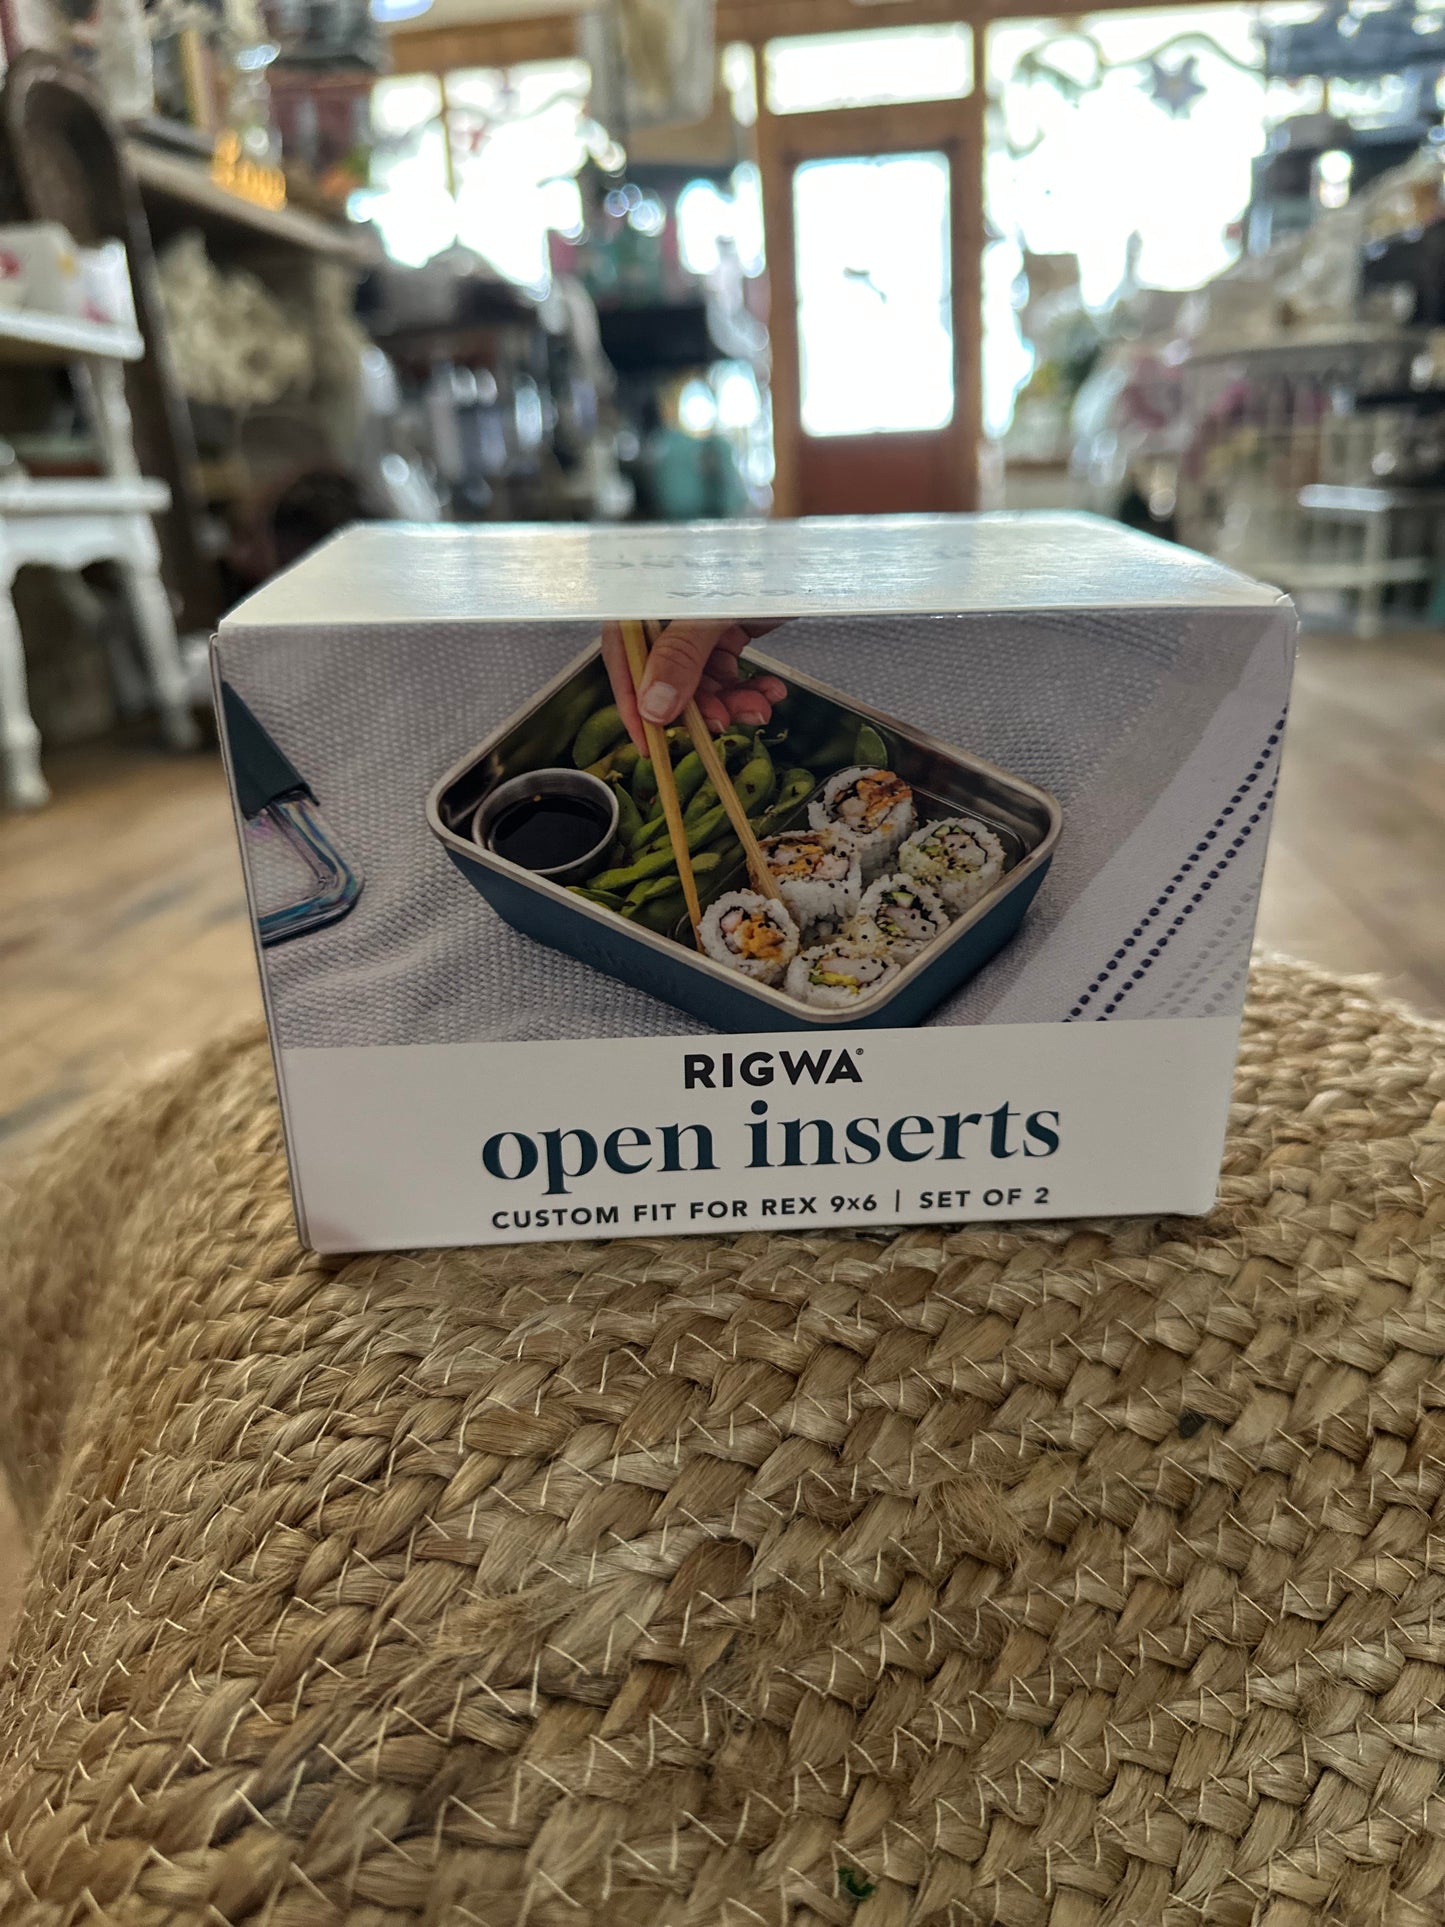 RIGWA®
open inserts
CUSTOM FIT FOR REX 9x6 | SET OF 2